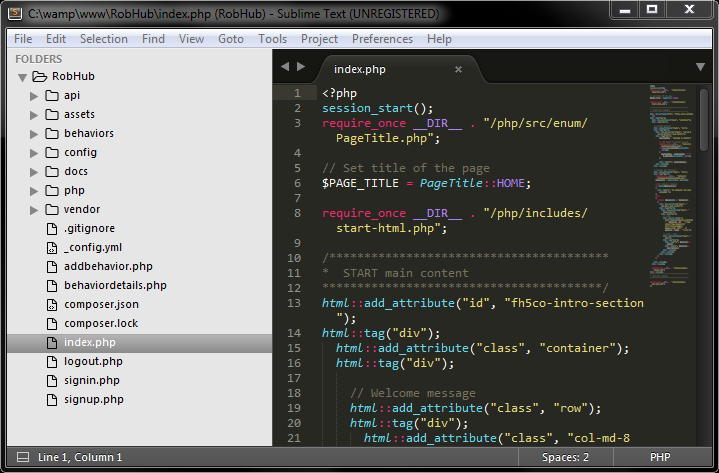 C:\wamp\www\RobHub\index.php (RobHub) - Sublime Text (UNREGISTERED)
File Edit Selection Find View Goto Tools Project Preferences Help
FOLDERS
RobHub
api
assets
behaviors
config
docs
php
vendor
.gitignore
_config.yml
addbehavior.php
behaviordetails.php
composer.json
composer.lock
index.php
logout.php
signin.php
signup.php
index.php
1 <?php
2 session_start();
3 require_once __DIR__ . "/php/src/enum/
PageTitle.php";
4
5 // Set title of the page
6 $PAGE_TITLE = PageTitle::HOME;
7
8 require_once __DIR__ . "/php/includes/
start-html.php";
9
10 /****************************************
11 *  START main content
12 ****************************************/
13 html::add_attribute("id", "fh5co-intro-section
");
14 html::tag("div");
15 html::add_attribute("class", "container");
16 html::tag("div");
17
18 // Welcome message
19 html::add_attribute("class", "row");
20 html::tag("div");
21 html::add_attribute("class", "col-md-8
Line 1, Column 1
Spaces: 2
PHP